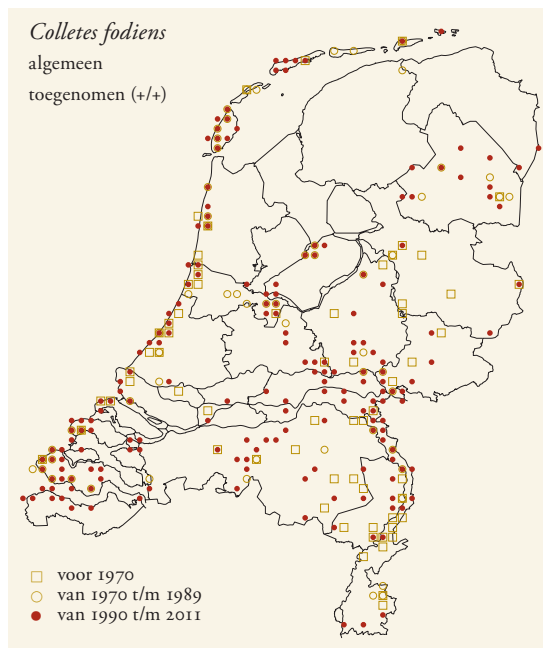 Colletes fodiens
algemeen
toegenomen (+/+)
voor 1970
van 1970 t/m 1989
van 1990 t/m 2011